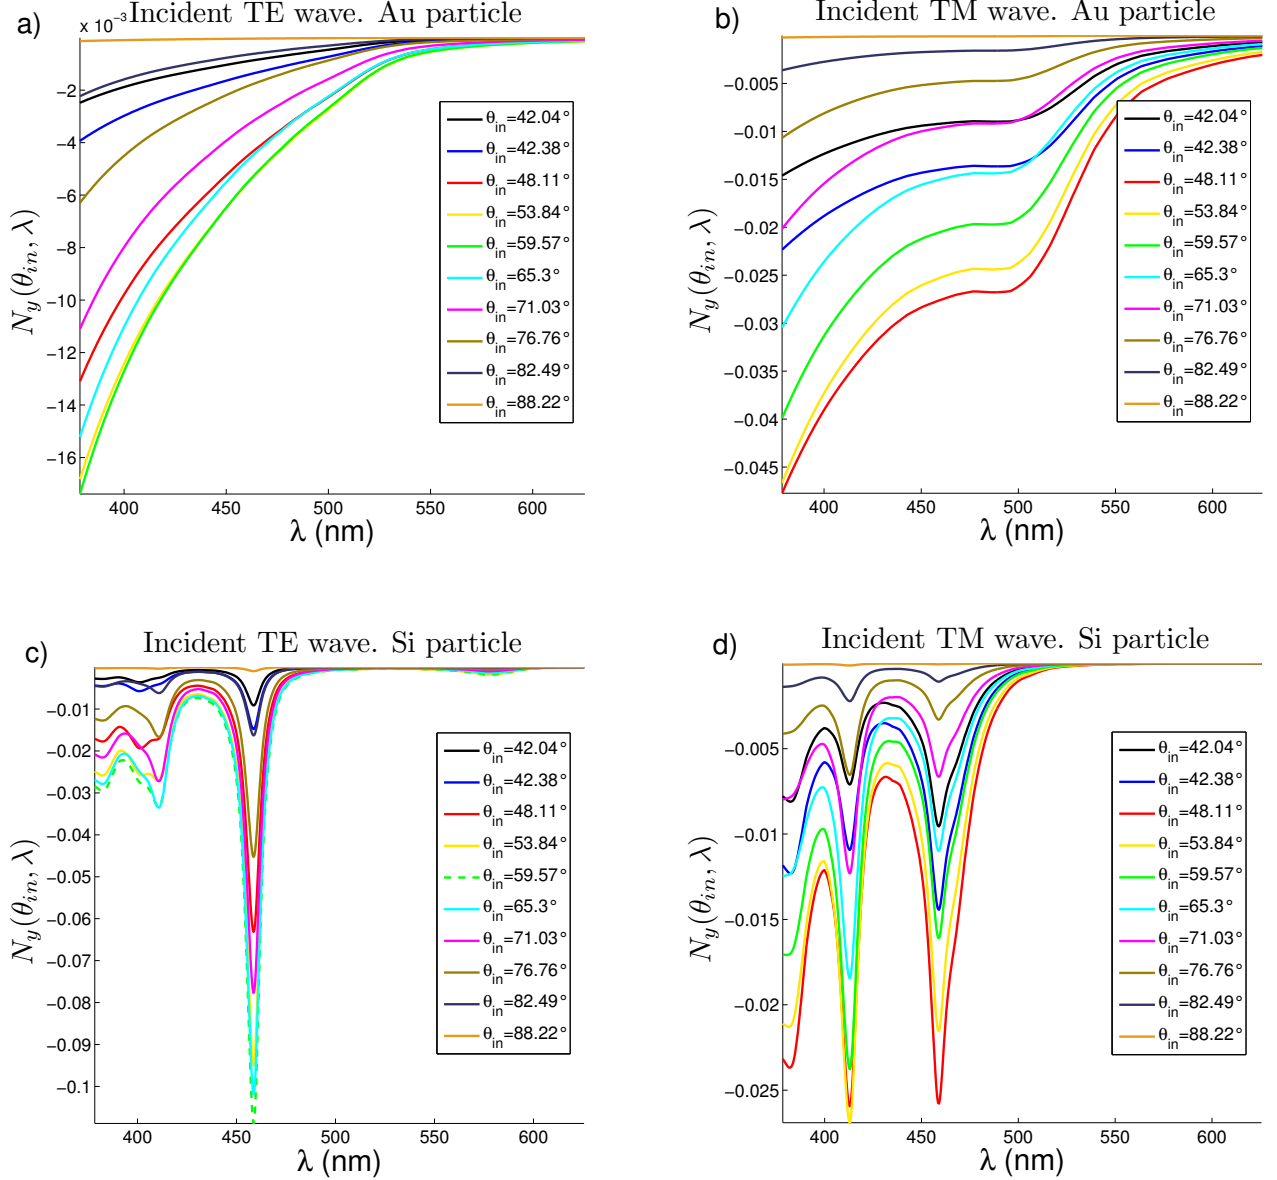 a)
Incident TE wave. Au particle
x 10⁻³
−2
−4
−6
−8
−10
−12
−14
−16
N_y(θ_in, λ)
400
450
500
550
600
λ (nm)
θ_in=42.04°
θ_in=42.38°
θ_in=48.11°
θ_in=53.84°
θ_in=59.57°
θ_in=65.3°
θ_in=71.03°
θ_in=76.76°
θ_in=82.49°
θ_in=88.22°
b)
Incident TM wave. Au particle
−0.005
−0.01
−0.015
−0.02
−0.025
−0.03
−0.035
−0.04
−0.045
N_y(θ_in, λ)
400
450
500
550
600
λ (nm)
θ_in=42.04°
θ_in=42.38°
θ_in=48.11°
θ_in=53.84°
θ_in=59.57°
θ_in=65.3°
θ_in=71.03°
θ_in=76.76°
θ_in=82.49°
θ_in=88.22°
c)
Incident TE wave. Si particle
−0.01
−0.02
−0.03
−0.04
−0.05
−0.06
−0.07
−0.08
−0.09
−0.1
N_y(θ_in, λ)
400
450
500
550
600
λ (nm)
θ_in=42.04°
θ_in=42.38°
θ_in=48.11°
θ_in=53.84°
θ_in=59.57°
θ_in=65.3°
θ_in=71.03°
θ_in=76.76°
θ_in=82.49°
θ_in=88.22°
d)
Incident TM wave. Si particle
−0.005
−0.01
−0.015
−0.02
−0.025
N_y(θ_in, λ)
400
450
500
550
600
λ (nm)
θ_in=42.04°
θ_in=42.38°
θ_in=48.11°
θ_in=53.84°
θ_in=59.57°
θ_in=65.3°
θ_in=71.03°
θ_in=76.76°
θ_in=82.49°
θ_in=88.22°